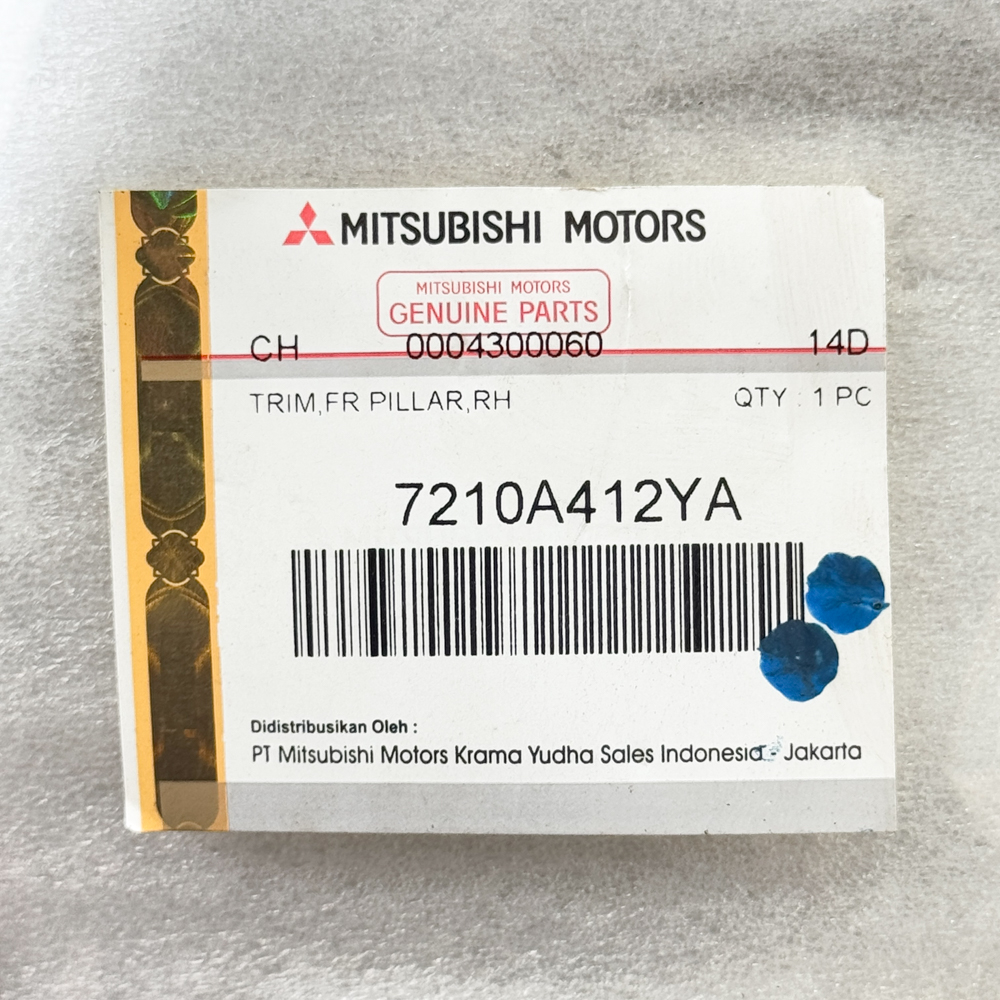 MITSUBISHI MOTORS
MITSUBISHI MOTORS
GENUINE PARTS
CH 0004300060 14D
TRIM,FR PILLAR,RH QTY : 1 PC
7210A412YA
Didistribusikan Oleh :
PT Mitsubishi Motors Krama Yudha Sales Indonesia - Jakarta